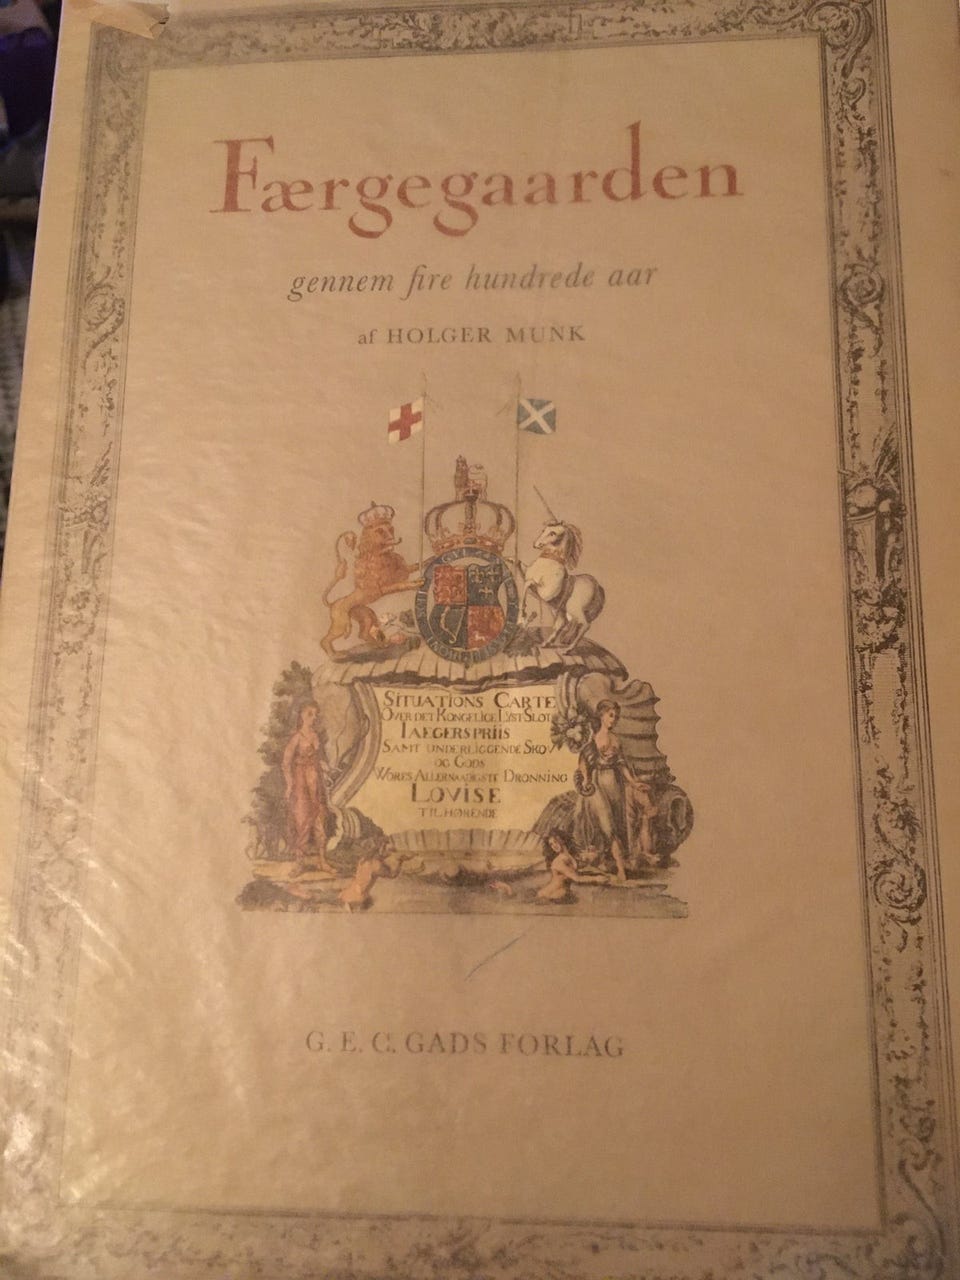 Færgegaarden
gennem fire hundrede aar
af HOLGER MUNK
SITUATIONS CARTE
OVER DET KONGELIGE LYST SLOT
IAEGERSPRIIS
SAMT UNDERLIGGENDE SKOV
OG GODS
WORES ALLERNAADIGSTE DRONNING
LOVISE
TILHØRENDE
G. E. C. GADS FORLAG